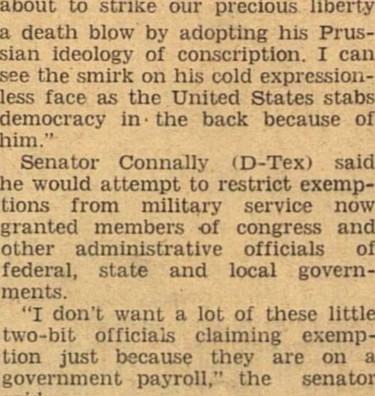 about to strike our precious liberty
a death blow by adopting his Prus-
sian ideology of conscription. I can
see the smirk on his cold expression-
less face as the United States stabs
democracy in the back because of
him."
Senator Connally (D-Tex) said
he would attempt to restrict exemp-
tions from military service now
granted members of congress and
other administrative officials of
federal, state and local govern-
ments.
"I don't want a lot of these little
two-bit officials claiming exemp-
tion just because they are on a
government payroll," the senator